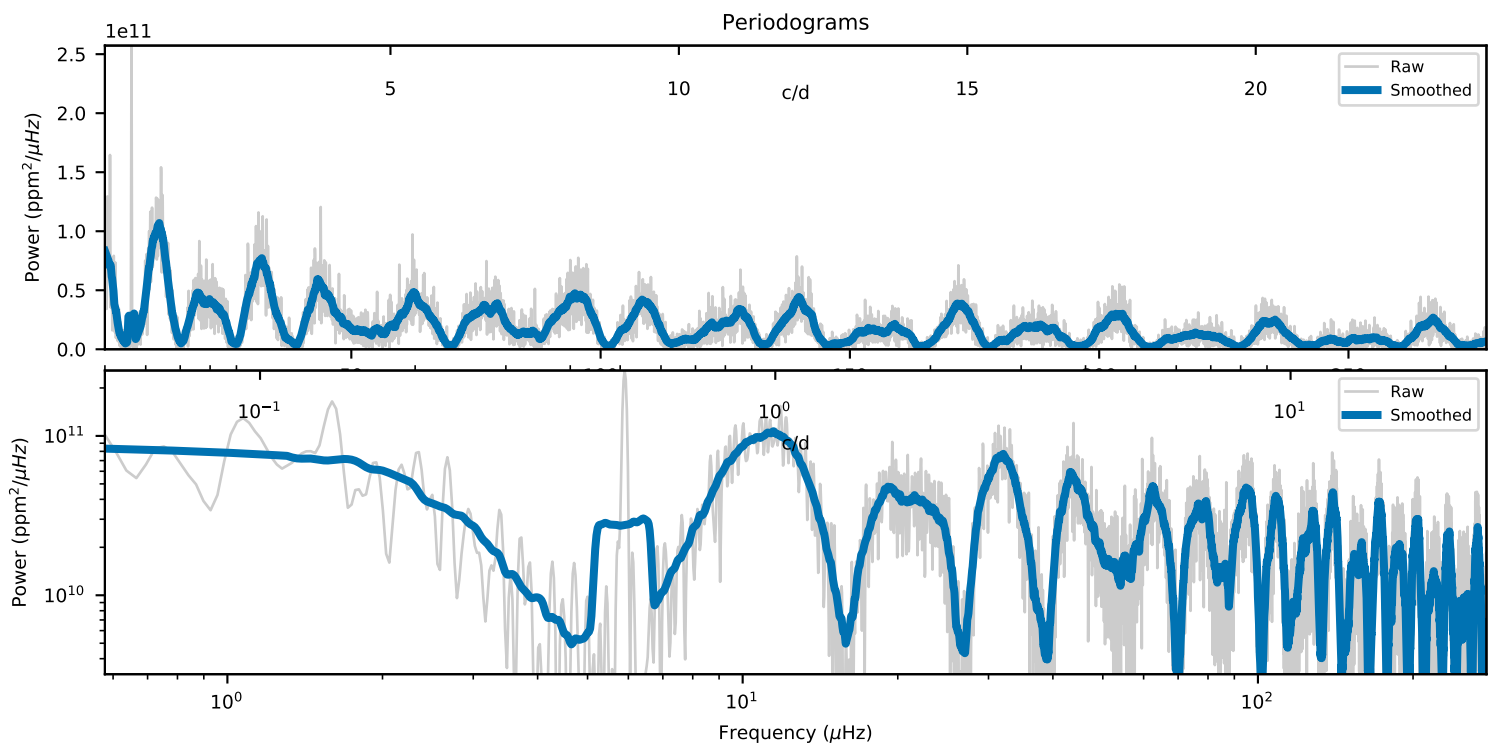 Periodograms
1e11
2.5
2.0
1.5
1.0
0.5
0.0
Power (ppm²/μHz)
5 10 15 20
c/d
Raw
Smoothed
10⁻¹ 10⁰ 10¹
c/d
Raw
Smoothed
10¹¹
10¹⁰
Power (ppm²/μHz)
10⁰ 10¹ 10²
Frequency (μHz)